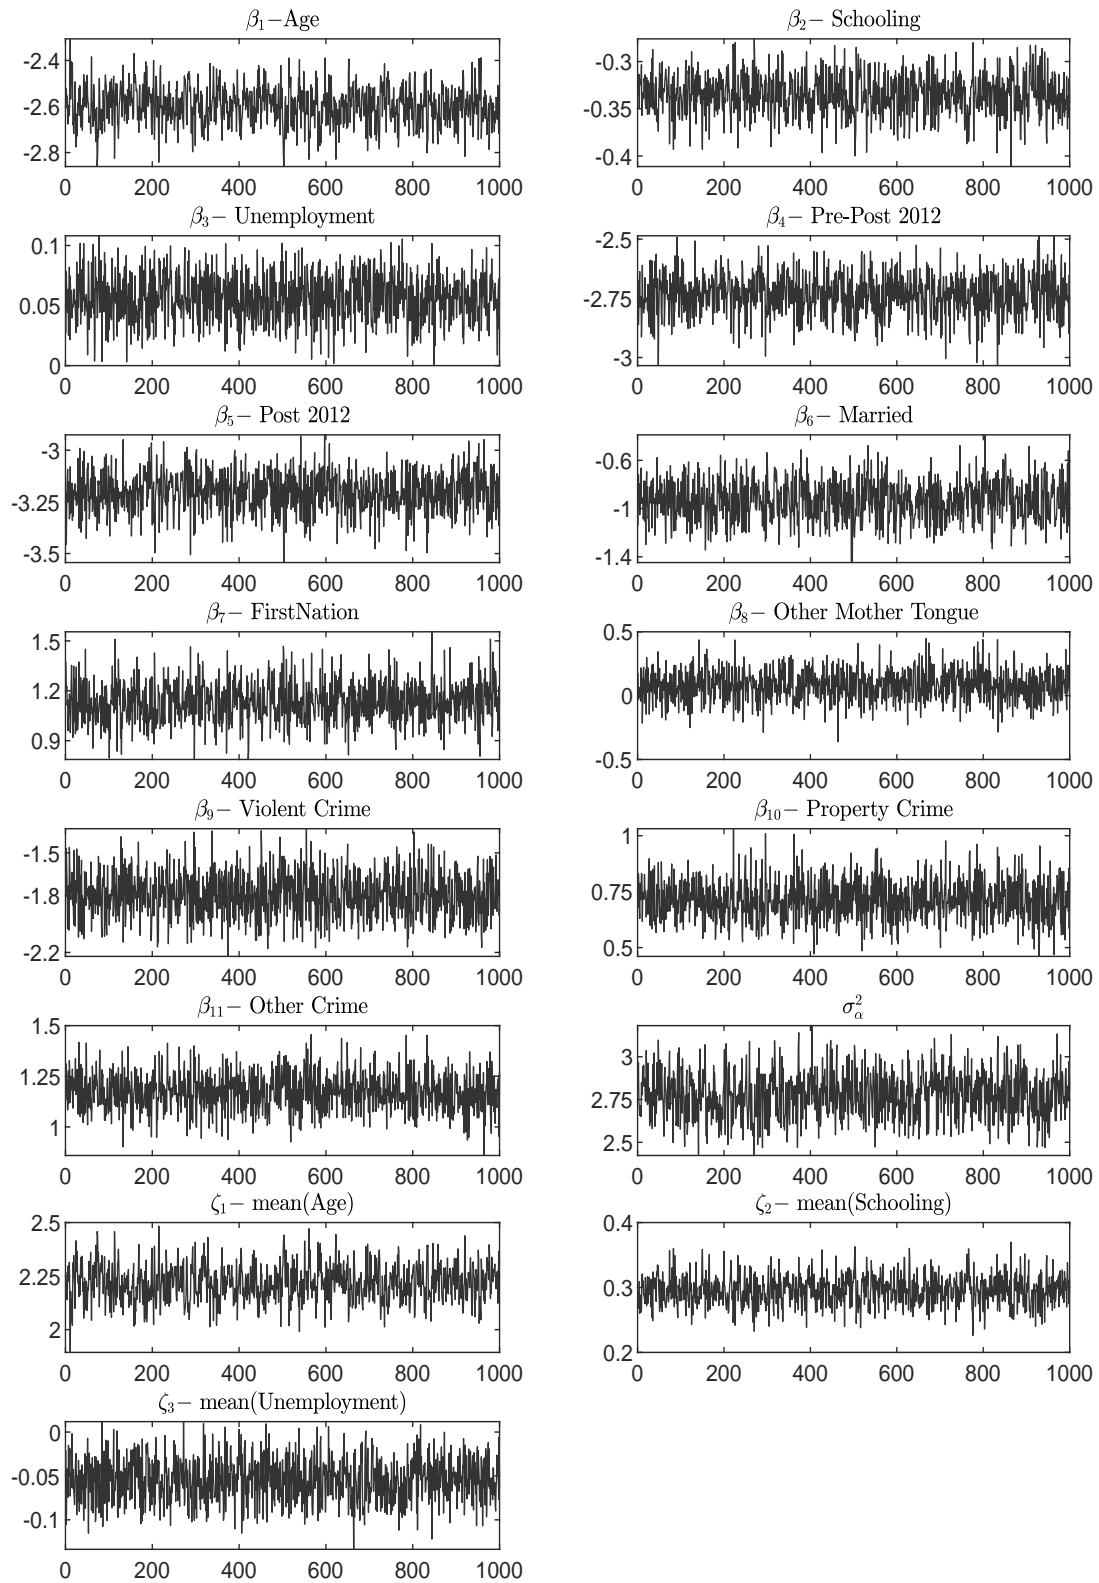 β₁−Age
-2.4
-2.6
-2.8
0 200 400 600 800 1000
β₂− Schooling
-0.3
-0.35
-0.4
0 200 400 600 800 1000
β₃− Unemployment
0.1
0.05
0
0 200 400 600 800 1000
β₄− Pre-Post 2012
-2.5
-2.75
-3
0 200 400 600 800 1000
β₅− Post 2012
-3
-3.25
-3.5
0 200 400 600 800 1000
β₆− Married
-0.6
-1
-1.4
0 200 400 600 800 1000
β₇− FirstNation
1.5
1.2
0.9
0 200 400 600 800 1000
β₈− Other Mother Tongue
0.5
0
-0.5
0 200 400 600 800 1000
β₉− Violent Crime
-1.5
-1.8
-2.2
0 200 400 600 800 1000
β₁₀− Property Crime
1
0.75
0.5
0 200 400 600 800 1000
β₁₁− Other Crime
1.5
1.25
1
0 200 400 600 800 1000
σ²_α
3
2.75
2.5
0 200 400 600 800 1000
ζ₁− mean(Age)
2.5
2.25
2
0 200 400 600 800 1000
ζ₂− mean(Schooling)
0.4
0.3
0.2
0 200 400 600 800 1000
ζ₃− mean(Unemployment)
0
-0.05
-0.1
0 200 400 600 800 1000